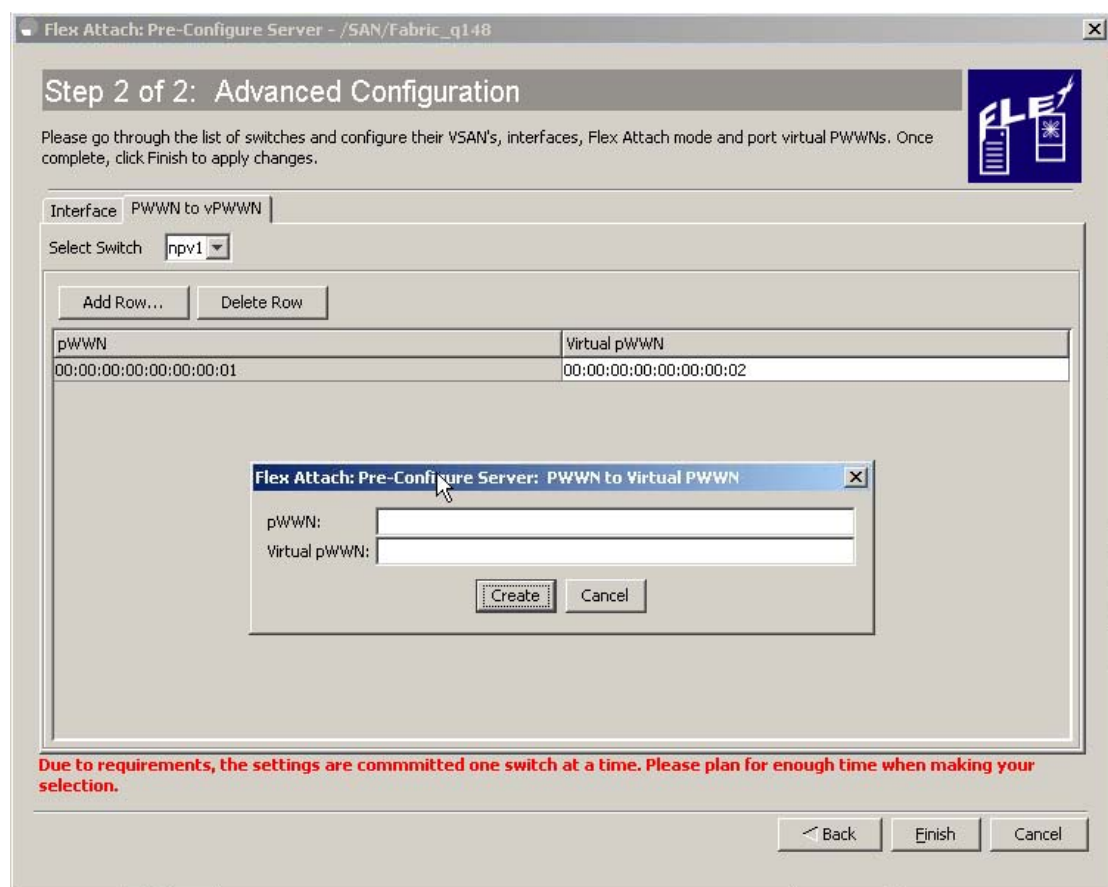 Flex Attach: Pre-Configure Server - /SAN/Fabric_q148
Step 2 of 2: Advanced Configuration
FLEX
Please go through the list of switches and configure their VSAN's, interfaces, Flex Attach mode and port virtual PWWNs. Once
complete, click Finish to apply changes.
Interface PWWN to vPWWN
Select Switch npv1
Add Row... Delete Row
pWWN Virtual pWWN
00:00:00:00:00:00:00:01 00:00:00:00:00:00:00:02
Flex Attach: Pre-Configure Server: PWWN to Virtual PWWN
pWWN:
Virtual pWWN:
Create Cancel
Due to requirements, the settings are commmitted one switch at a time. Please plan for enough time when making your
selection.
Back Finish Cancel